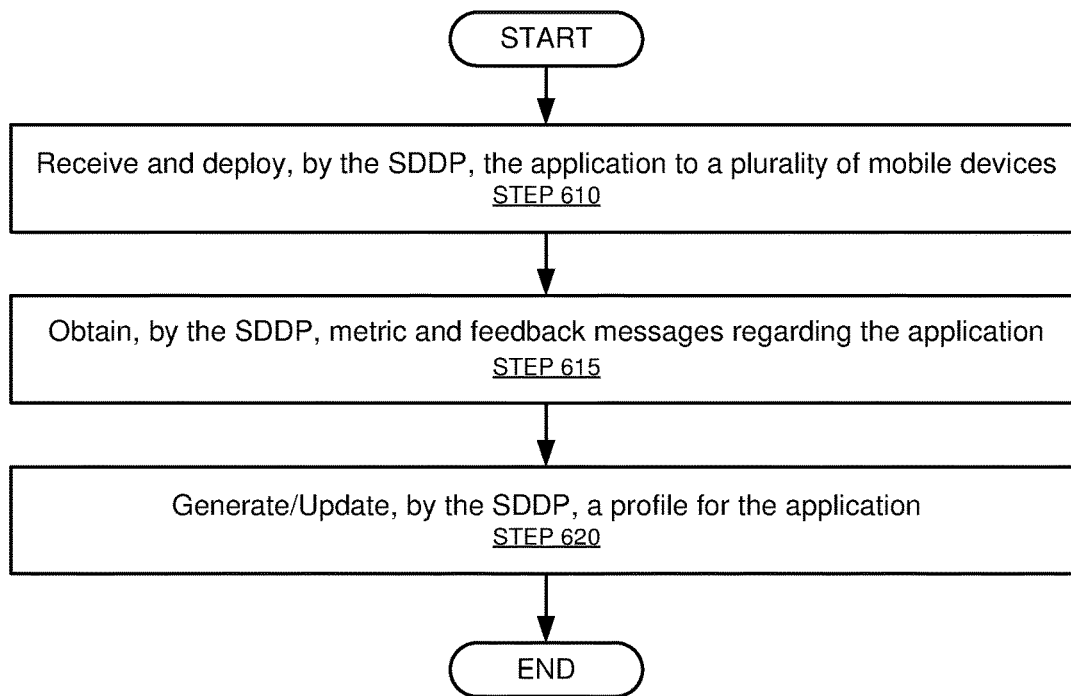 START
Receive and deploy, by the SDDP, the application to a plurality of mobile devices
STEP 610
Obtain, by the SDDP, metric and feedback messages regarding the application
STEP 615
Generate/Update, by the SDDP, a profile for the application
STEP 620
END